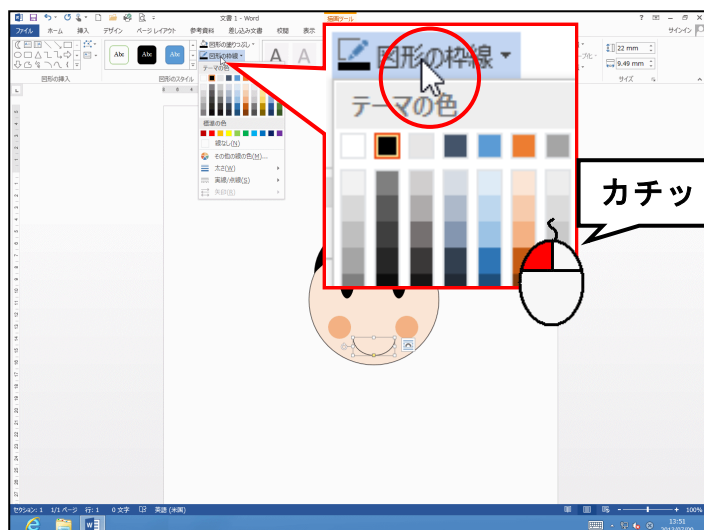 文書 1 - Word
描画ツール
サインイン
ファイル ホーム 挿入 デザイン ページ レイアウト 参考資料 差し込み文書 校閲 表示
図形の塗りつぶし
図形の枠線
Abc Abc Abc
A A
22 mm
9.49 mm
図形の挿入 図形のスタイル サイズ
テーマの色
標準の色
線なし(N)
その他の線の色(M)...
太さ(W)
実線/点線(S)
矢印(R)
図形の枠線
テーマの色
カチッ
セクション: 1 1/1 ページ 行: 1 0 文字 英語 (米国)
100%
13:51